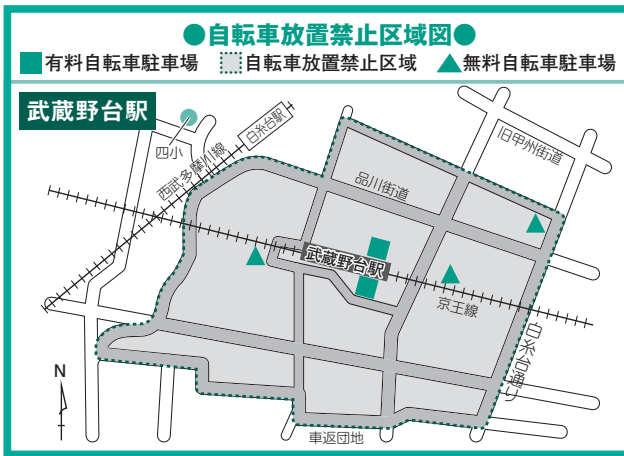 ●自転車放置禁止区域図●
有料自転車駐車場 自転車放置禁止区域 無料自転車駐車場
武蔵野台駅
四小
西武多摩川線
白糸台駅
旧甲州街道
品川街道
武蔵野台駅
京王線
白糸台通り
N
車返団地